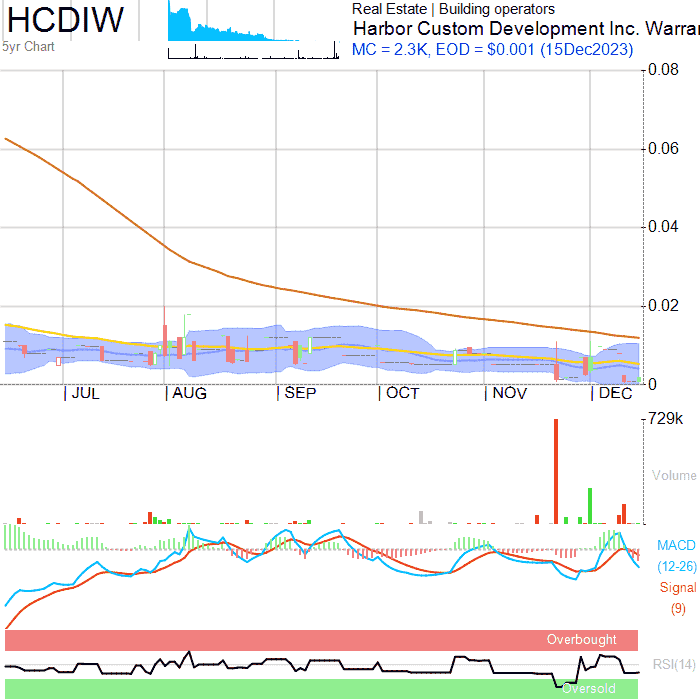 HCDIW
5yr Chart
Real Estate | Building operators
Harbor Custom Development Inc. Warra
MC = 2.3K, EOD = $0.001 (15Dec2023)
0.08
0.06
0.04
0.02
0
JUL AUG SEP OCT NOV DEC
729k
Volume
MACD
(12-26)
Signal
(9)
Overbought
RSI(14)
Oversold